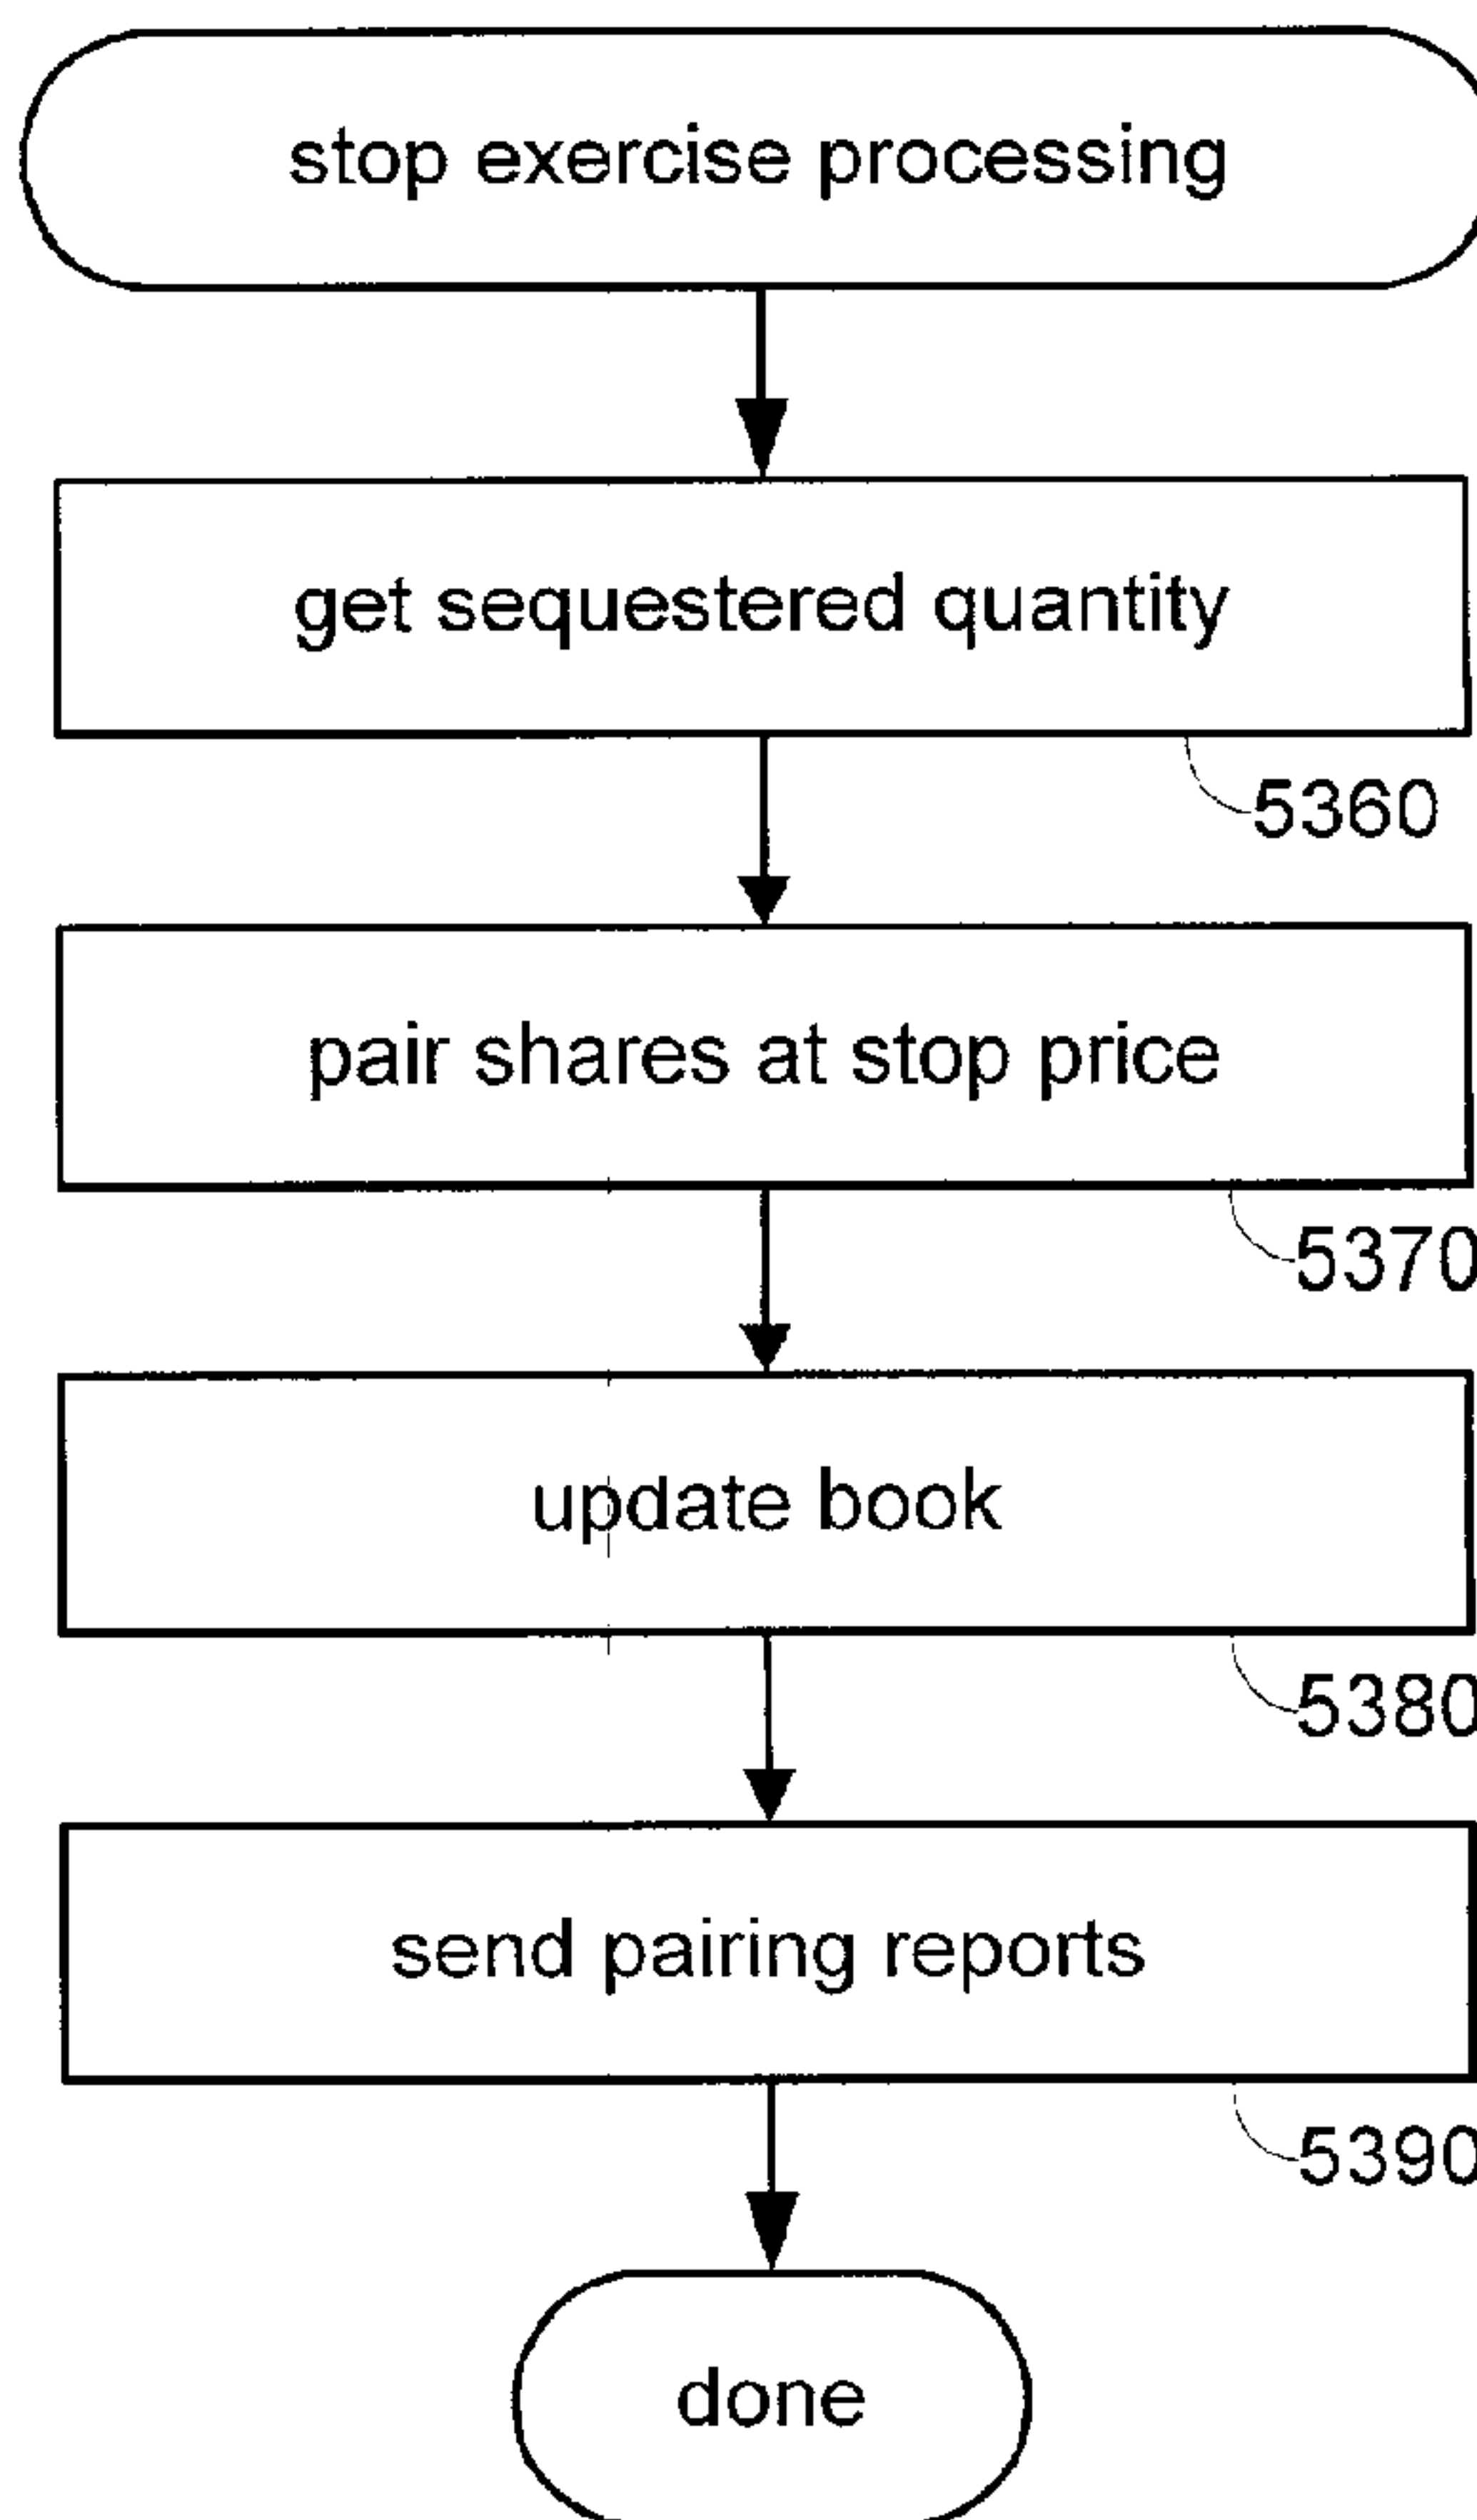 stop exercise processing
get sequestered quantity
5360
pair shares at stop price
5370
update book
5380
send pairing reports
5390
done